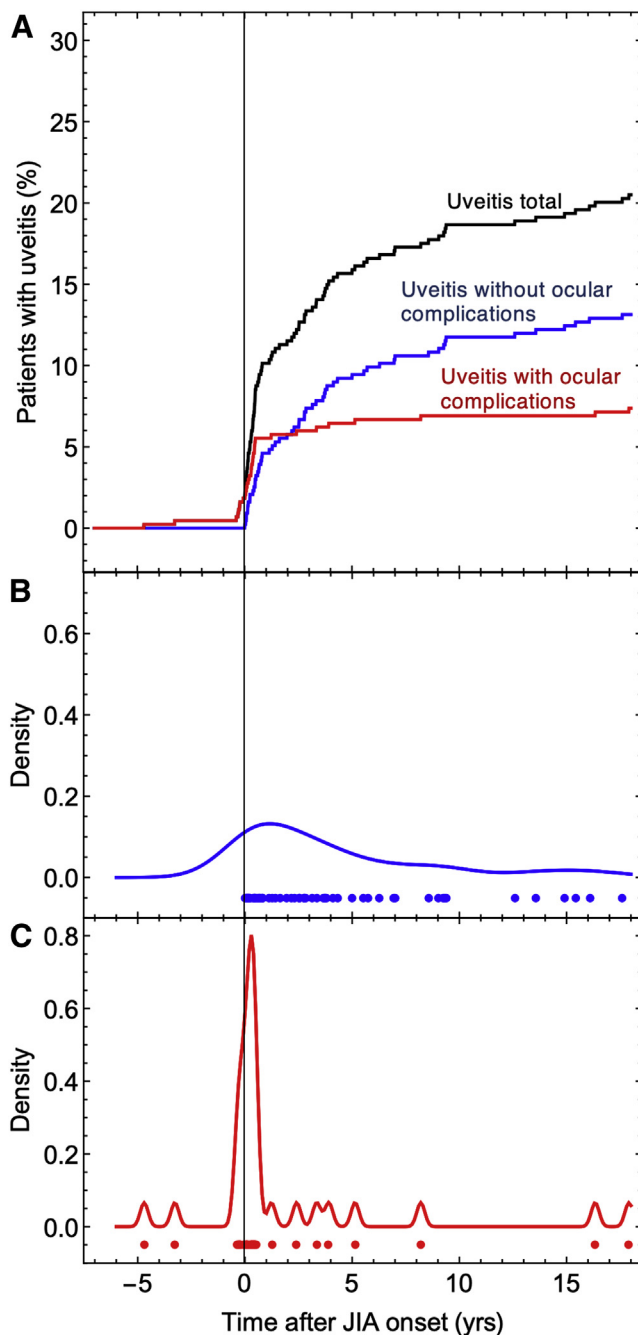 A
30
25
20
15
10
5
0
Patients with uveitis (%)
Uveitis total
Uveitis without ocular
complications
Uveitis with ocular
complications
B
0.6
0.4
0.2
0.0
Density
C
0.8
0.6
0.4
0.2
0.0
Density
−5 0 5 10 15
Time after JIA onset (yrs)